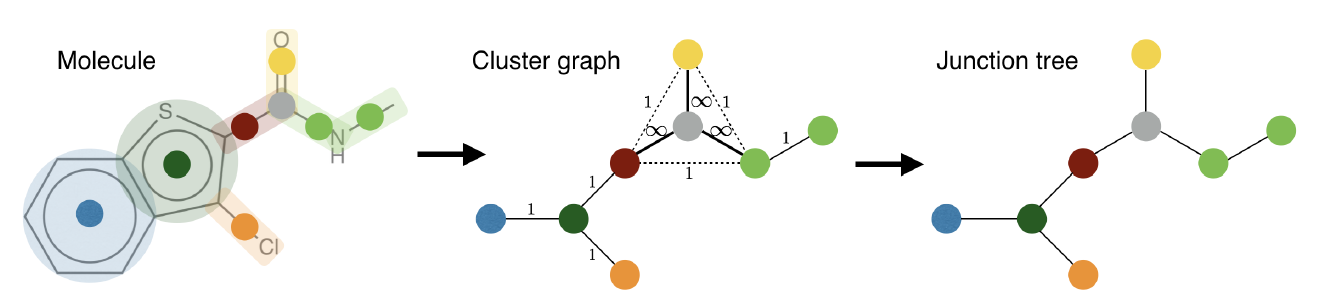 Molecule
O
S
N
H
Cl
Cluster graph
1 ∞ 1
∞ ∞
1
1
1
1
1
Junction tree